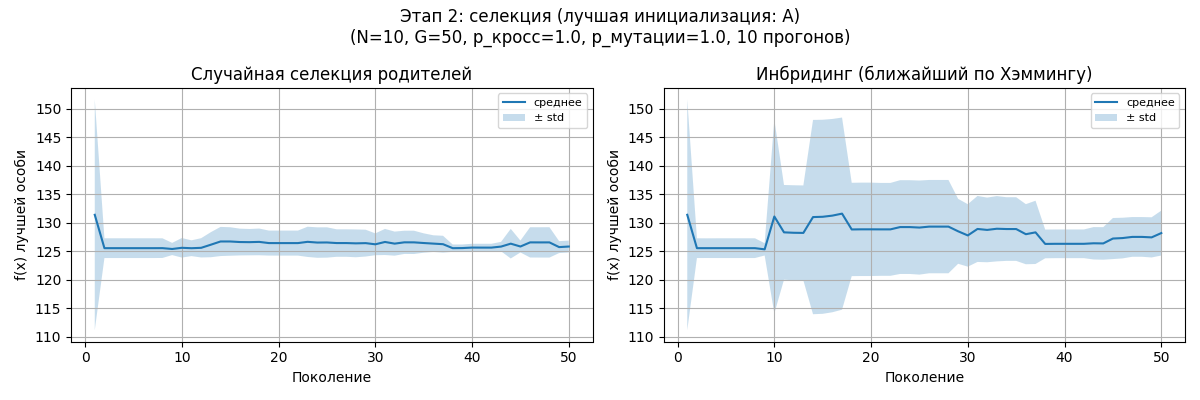 Этап 2: селекция (лучшая инициализация: A)
(N=10, G=50, p_кросс=1.0, p_мутации=1.0, 10 прогонов)
Случайная селекция родителей
150
145
140
135
130
125
120
115
110
f(x) лучшей особи
среднее
± std
0
10
20
30
40
50
Поколение
Инбридинг (ближайший по Хэммингу)
150
145
140
135
130
125
120
115
110
f(x) лучшей особи
среднее
± std
0
10
20
30
40
50
Поколение